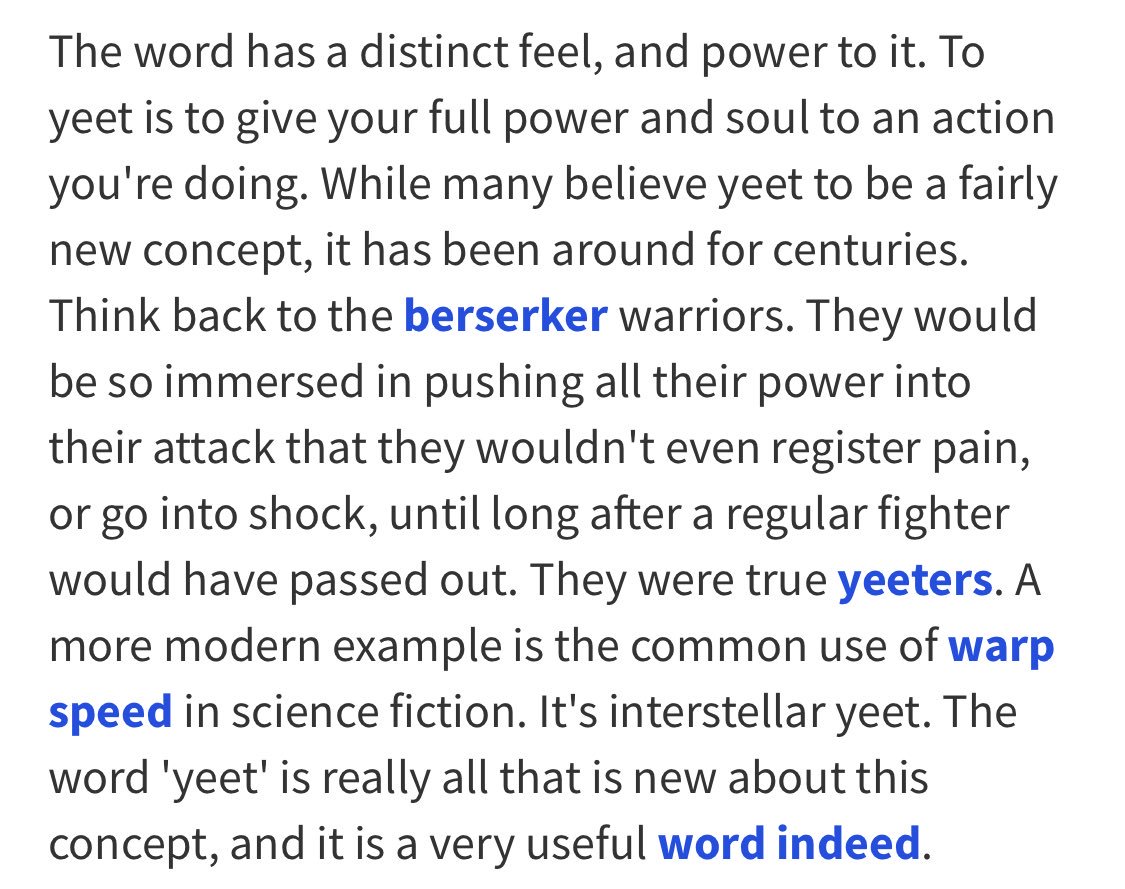 The word has a distinct feel, and power to it. To
yeet is to give your full power and soul to an action
you're doing. While many believe yeet to be a fairly
new concept, it has been around for centuries.
Think back to the berserker warriors. They would
be so immersed in pushing all their power into
their attack that they wouldn't even register pain,
or go into shock, until long after a regular fighter
would have passed out. They were true yeeters. A
more modern example is the common use of warp
speed in science fiction. It's interstellar yeet. The
word 'yeet' is really all that is new about this
concept, and it is a very useful word indeed.